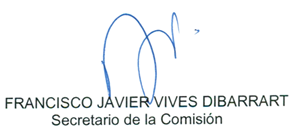 FRANCISCO JAVIER VIVES DIBARRART
Secretario de la Comisión